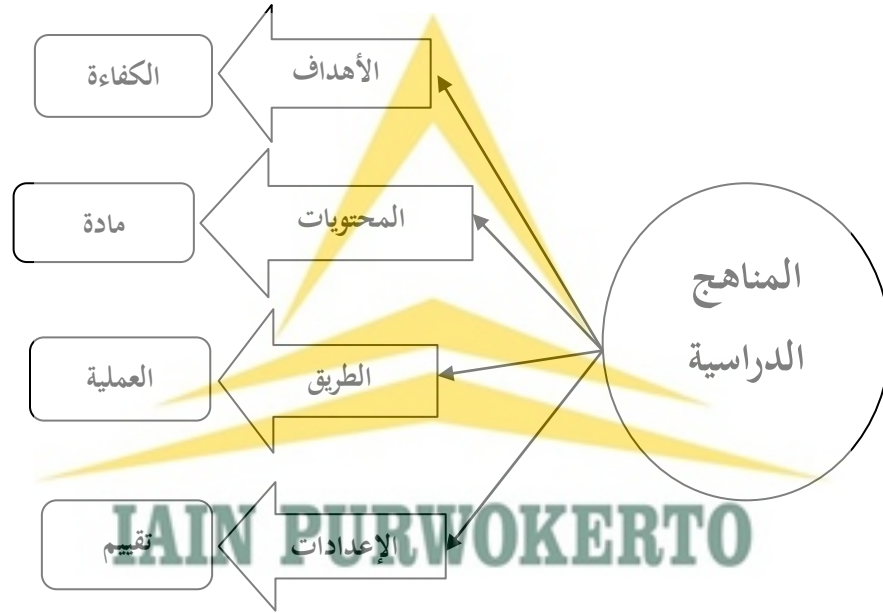 المناهج
الدراسية
الأهداف
الكفاءة
المحتويات
مادة
الطريق
العملية
الإعدادات
تقييم
IAIN PURWOKERTO